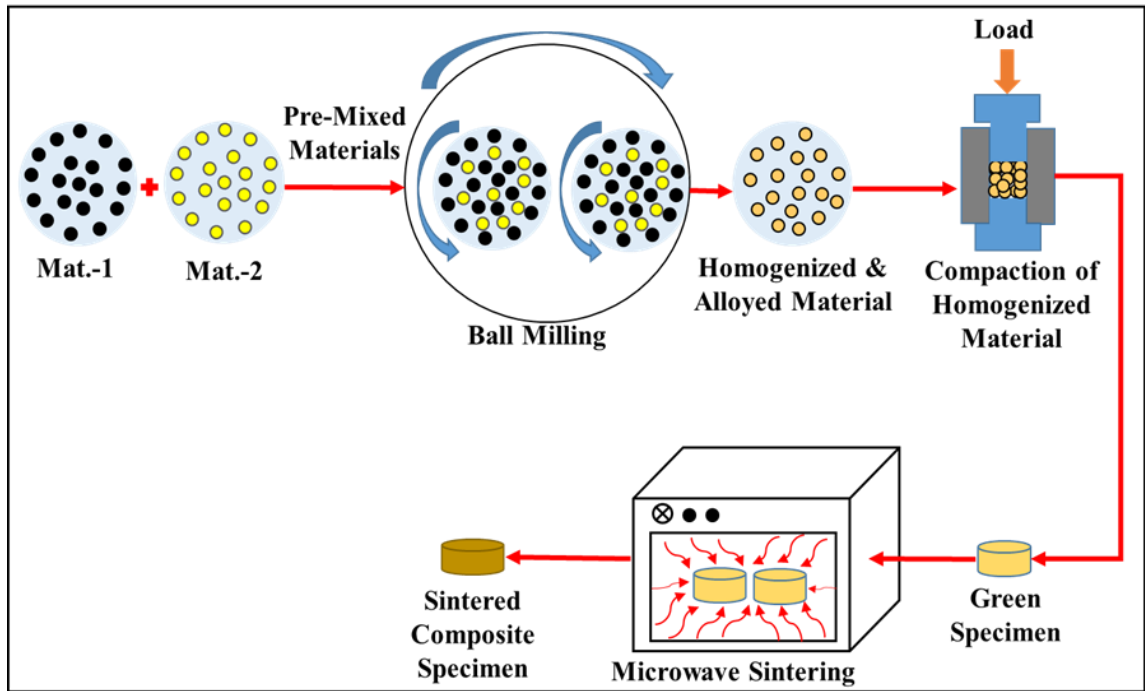 Load
Pre-Mixed
Materials
Mat.-1
Mat.-2
Ball Milling
Homogenized &
Alloyed Material
Compaction of
Homogenized
Material
Green
Specimen
Microwave Sintering
Sintered
Composite
Specimen